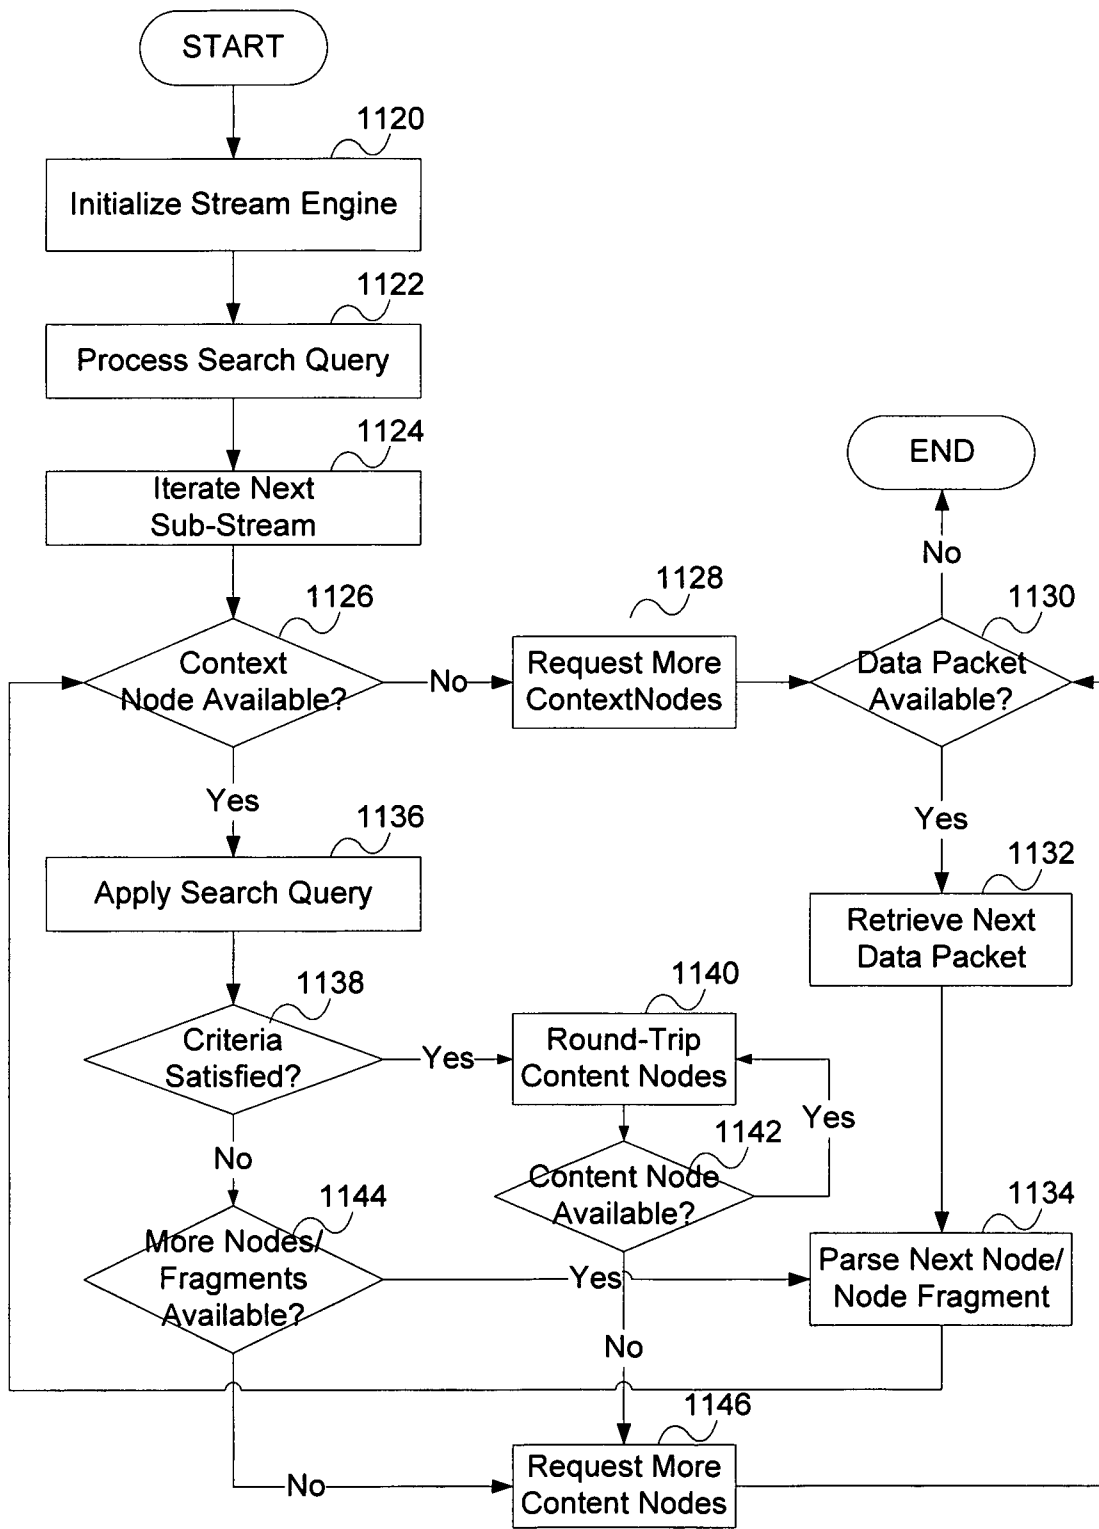 START
1120
Initialize Stream Engine
1122
Process Search Query
1124
Iterate Next
Sub-Stream
END
No
1126
Context
Node Available?
No
1128
Request More
ContextNodes
1130
Data Packet
Available?
Yes
Yes
1136
Apply Search Query
1132
Retrieve Next
Data Packet
1138
Criteria
Satisfied?
Yes
1140
Round-Trip
Content Nodes
Yes
No
1142
Content Node
Available?
1144
More Nodes/
Fragments
Available?
Yes
1134
Parse Next Node/
Node Fragment
No
1146
No
Request More
Content Nodes